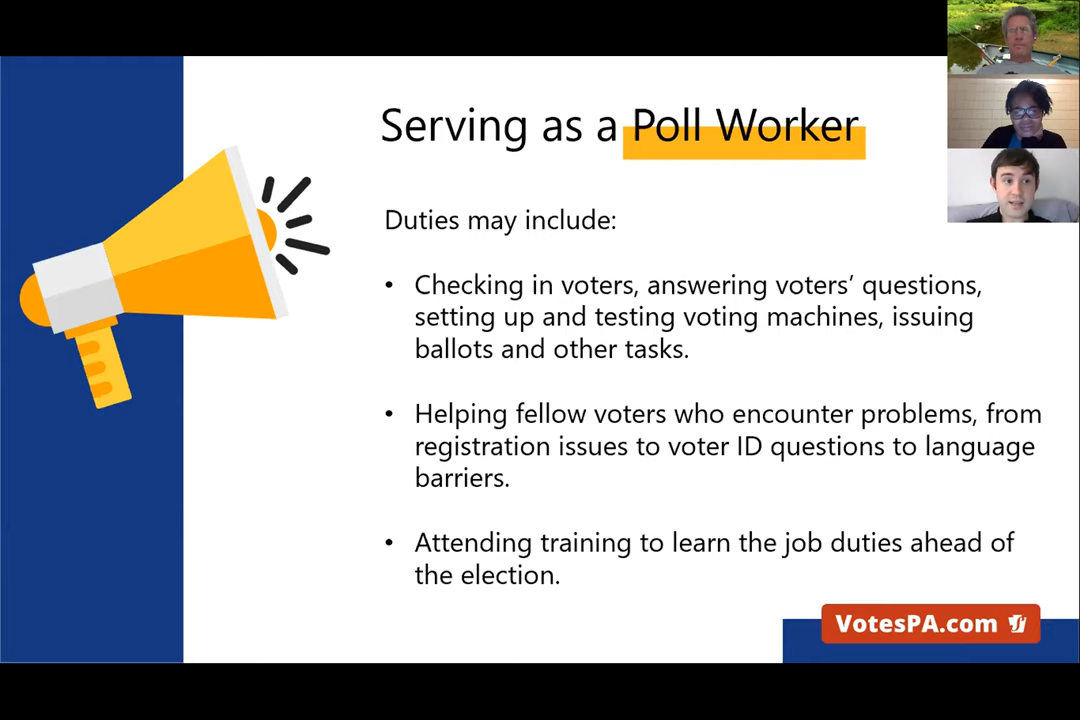 Serving as a Poll Worker
Duties may include:
• Checking in voters, answering voters’ questions,
setting up and testing voting machines, issuing
ballots and other tasks.
• Helping fellow voters who encounter problems, from
registration issues to voter ID questions to language
barriers.
• Attending training to learn the job duties ahead of
the election.
VotesPA.com